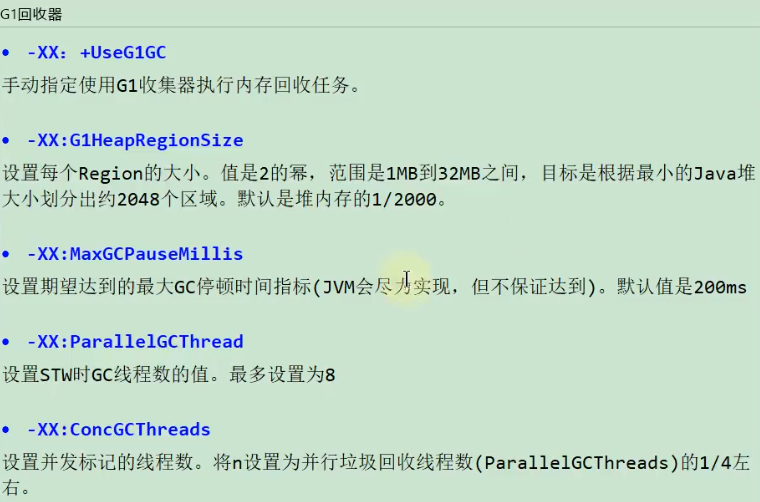 G1回收器
• -XX：+UseG1GC
手动指定使用G1收集器执行内存回收任务。
• -XX:G1HeapRegionSize
设置每个Region的大小。值是2的幂，范围是1MB到32MB之间，目标是根据最小的Java堆
大小划分出约2048个区域。默认是堆内存的1/2000。
• -XX:MaxGCPauseMillis
设置期望达到的最大GC停顿时间指标(JVM会尽力实现，但不保证达到)。默认值是200ms
• -XX:ParallelGCThread
设置STW时GC线程数的值。最多设置为8
• -XX:ConcGCThreads
设置并发标记的线程数。将n设置为并行垃圾回收线程数(ParallelGCThreads)的1/4左
右。